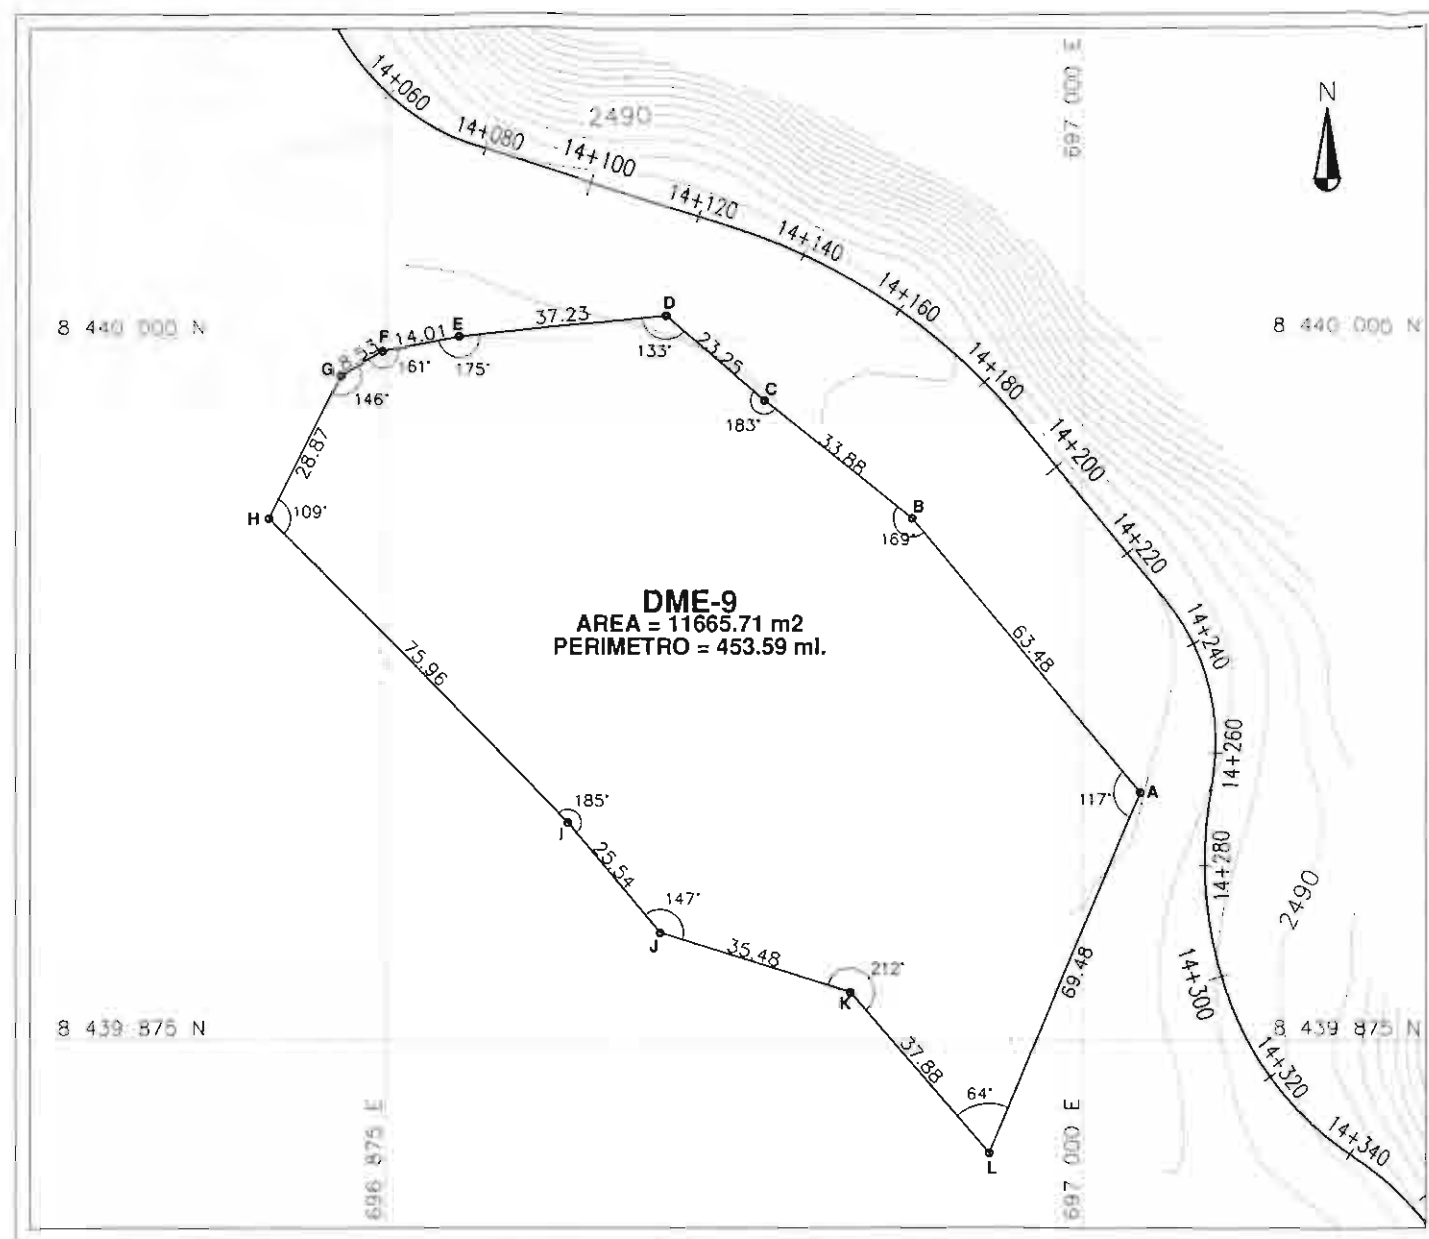 14+060
14+080
14+100
2490
14+120
14+140
14+160
14+180
14+200
14+220
14+240
14+260
14+280
14+300
14+320
14+340
2490
697 000 E
N
8 440 000 N
8 440 000 N
D
37.23
E
14.01
F
8.53
G
133°
175°
161°
146°
23.25
C
183°
33.88
B
169°
28.87
H
109°
DME-9
AREA = 11665.71 m2
PERIMETRO = 453.59 ml.
63.48
75.96
117°
A
185°
I
25.54
147°
J
35.48
212°
K
69.48
37.88
64°
L
8 439 875 N
8 439 875 N
696 875 E
697 000 E